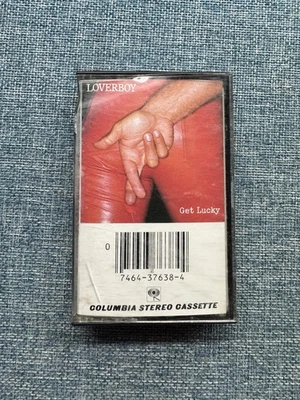 LOVERBOY
Get Lucky
0
7464-37638-4
COLUMBIA STEREO CASSETTE